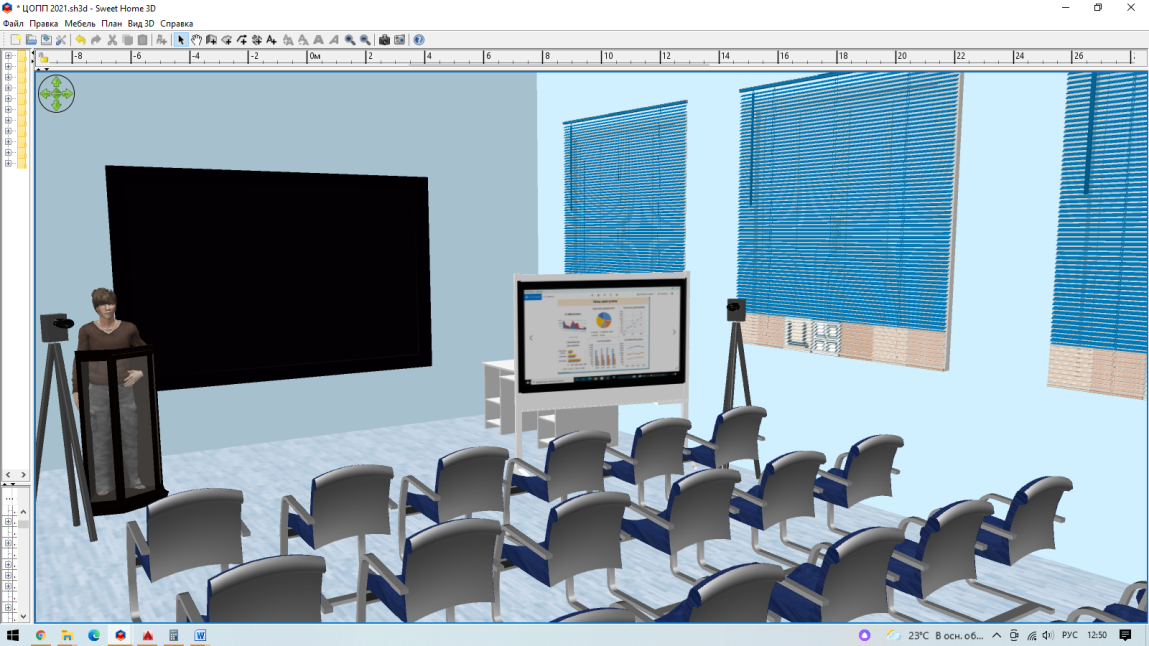 * ЦОПП 2021.sh3d - Sweet Home 3D
Файл Правка Мебель План Вид 3D Справка
-8 -6 -4 -2 0м 2 4 6 8 10 12 14 16 18 20 22 24 26
23°C В осн. об... РУС 12:50